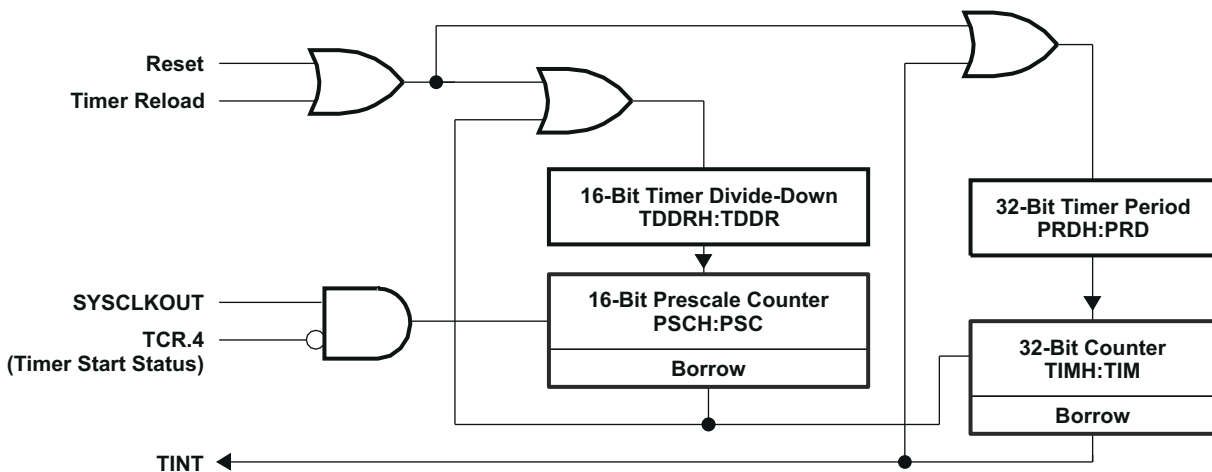 Reset
Timer Reload
16-Bit Timer Divide-Down
TDDRH:TDDR
32-Bit Timer Period
PRDH:PRD
SYSCLKOUT
TCR.4
(Timer Start Status)
16-Bit Prescale Counter
PSCH:PSC
Borrow
32-Bit Counter
TIMH:TIM
Borrow
TINT